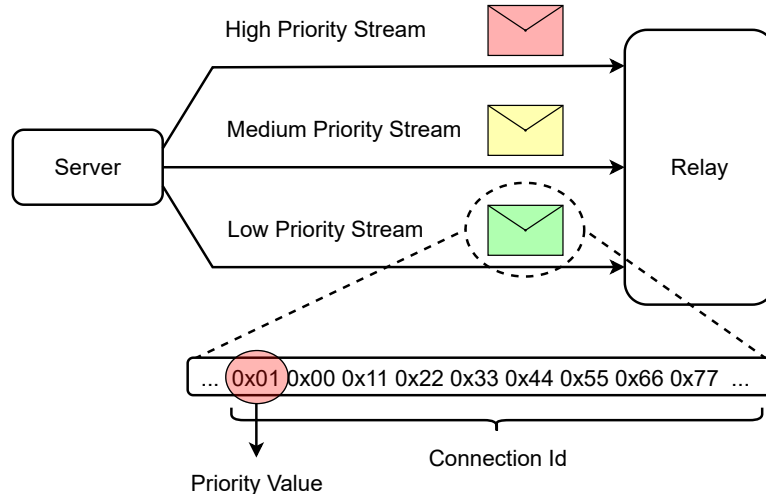 High Priority Stream
Medium Priority Stream
Server
Relay
Low Priority Stream
... 0x01 0x00 0x11 0x22 0x33 0x44 0x55 0x66 0x77 ...
Connection Id
Priority Value